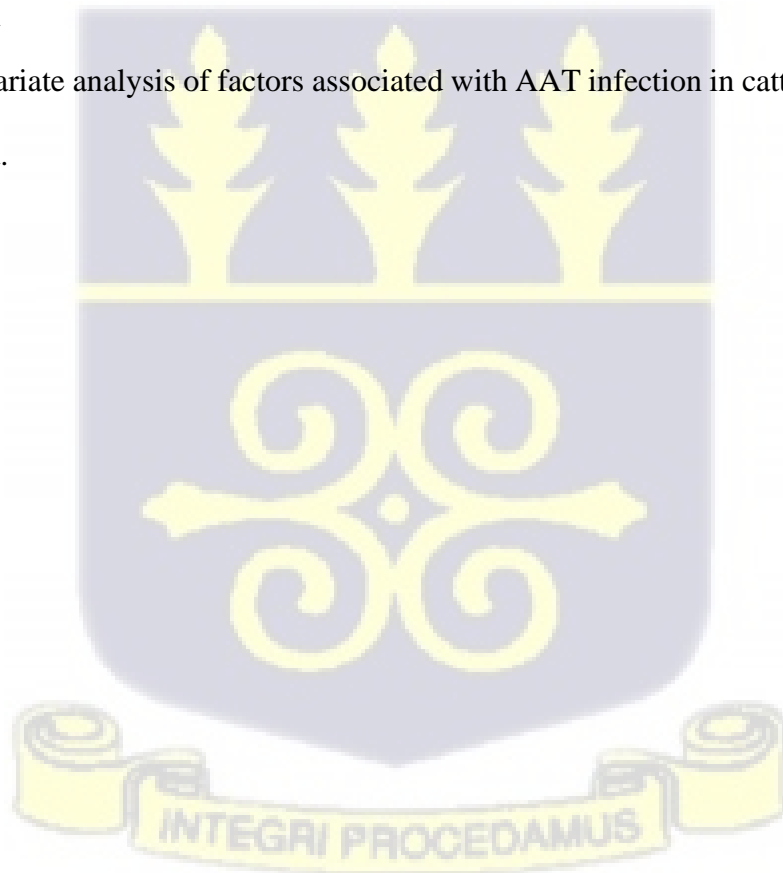 ariate analysis of factors associated with AAT infection in catt
.
INTEGRI PROCEDAMUS